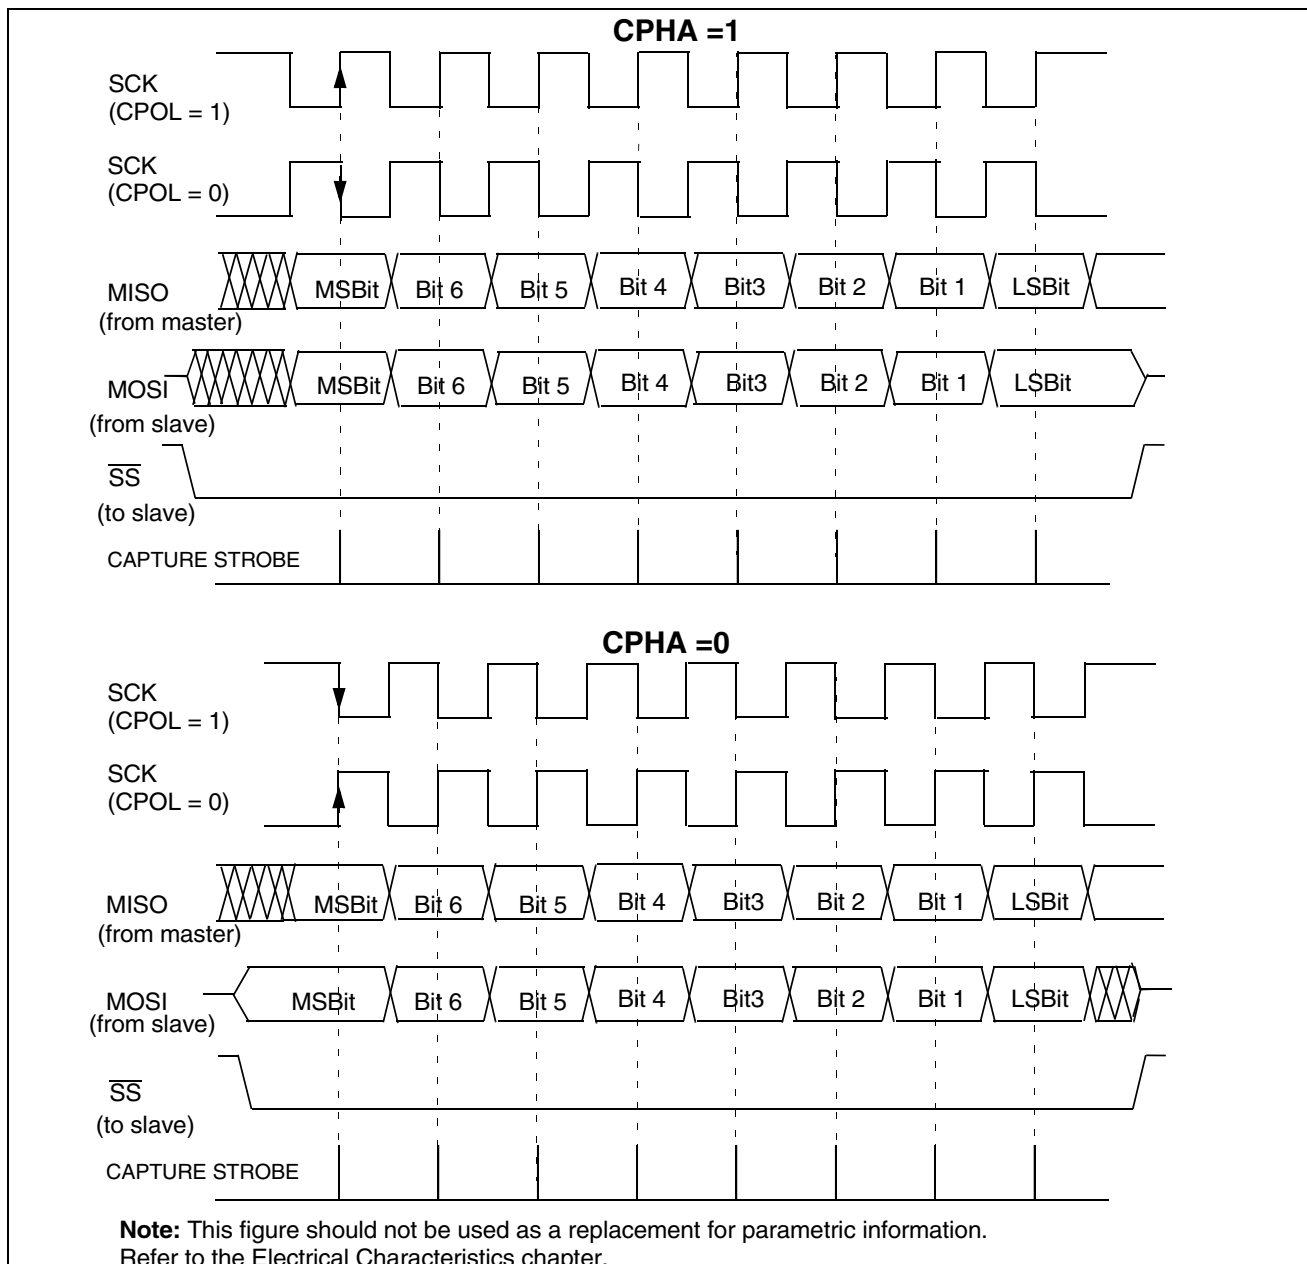 CPHA =1
SCK
(CPOL = 1)
SCK
(CPOL = 0)
MISO
(from master)
MSBit Bit 6 Bit 5 Bit 4 Bit3 Bit 2 Bit 1 LSBit
MOSI
(from slave)
MSBit Bit 6 Bit 5 Bit 4 Bit3 Bit 2 Bit 1 LSBit
SS
(to slave)
CAPTURE STROBE
CPHA =0
SCK
(CPOL = 1)
SCK
(CPOL = 0)
MISO
(from master)
MSBit Bit 6 Bit 5 Bit 4 Bit3 Bit 2 Bit 1 LSBit
MOSI
(from slave)
MSBit Bit 6 Bit 5 Bit 4 Bit3 Bit 2 Bit 1 LSBit
SS
(to slave)
CAPTURE STROBE
Note: This figure should not be used as a replacement for parametric information.
Refer to the Electrical Characteristics chapter.